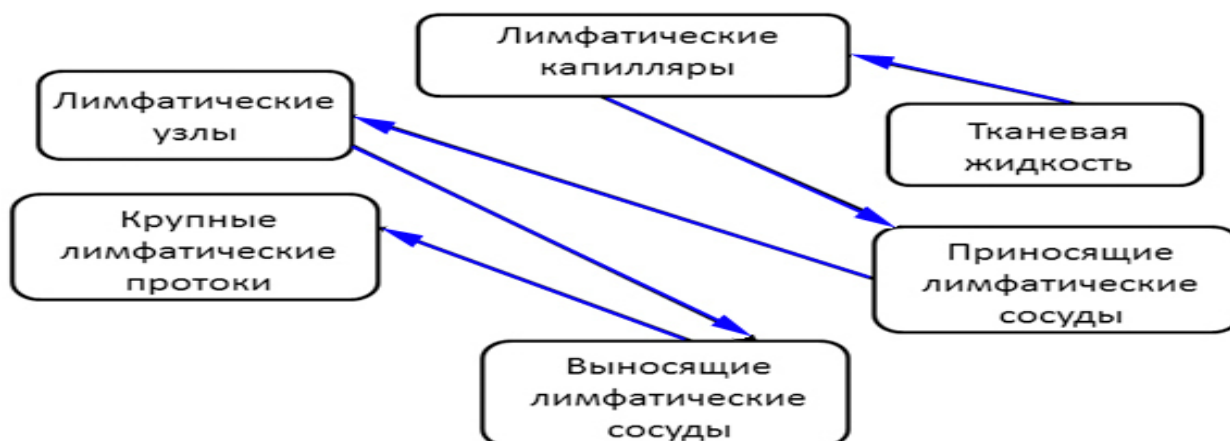 Лимфатические
капилляры
Лимфатические
узлы
Тканевая
жидкость
Крупные
лимфатические
протоки
Приносящие
лимфатические
сосуды
Выносящие
лимфатические
сосуды